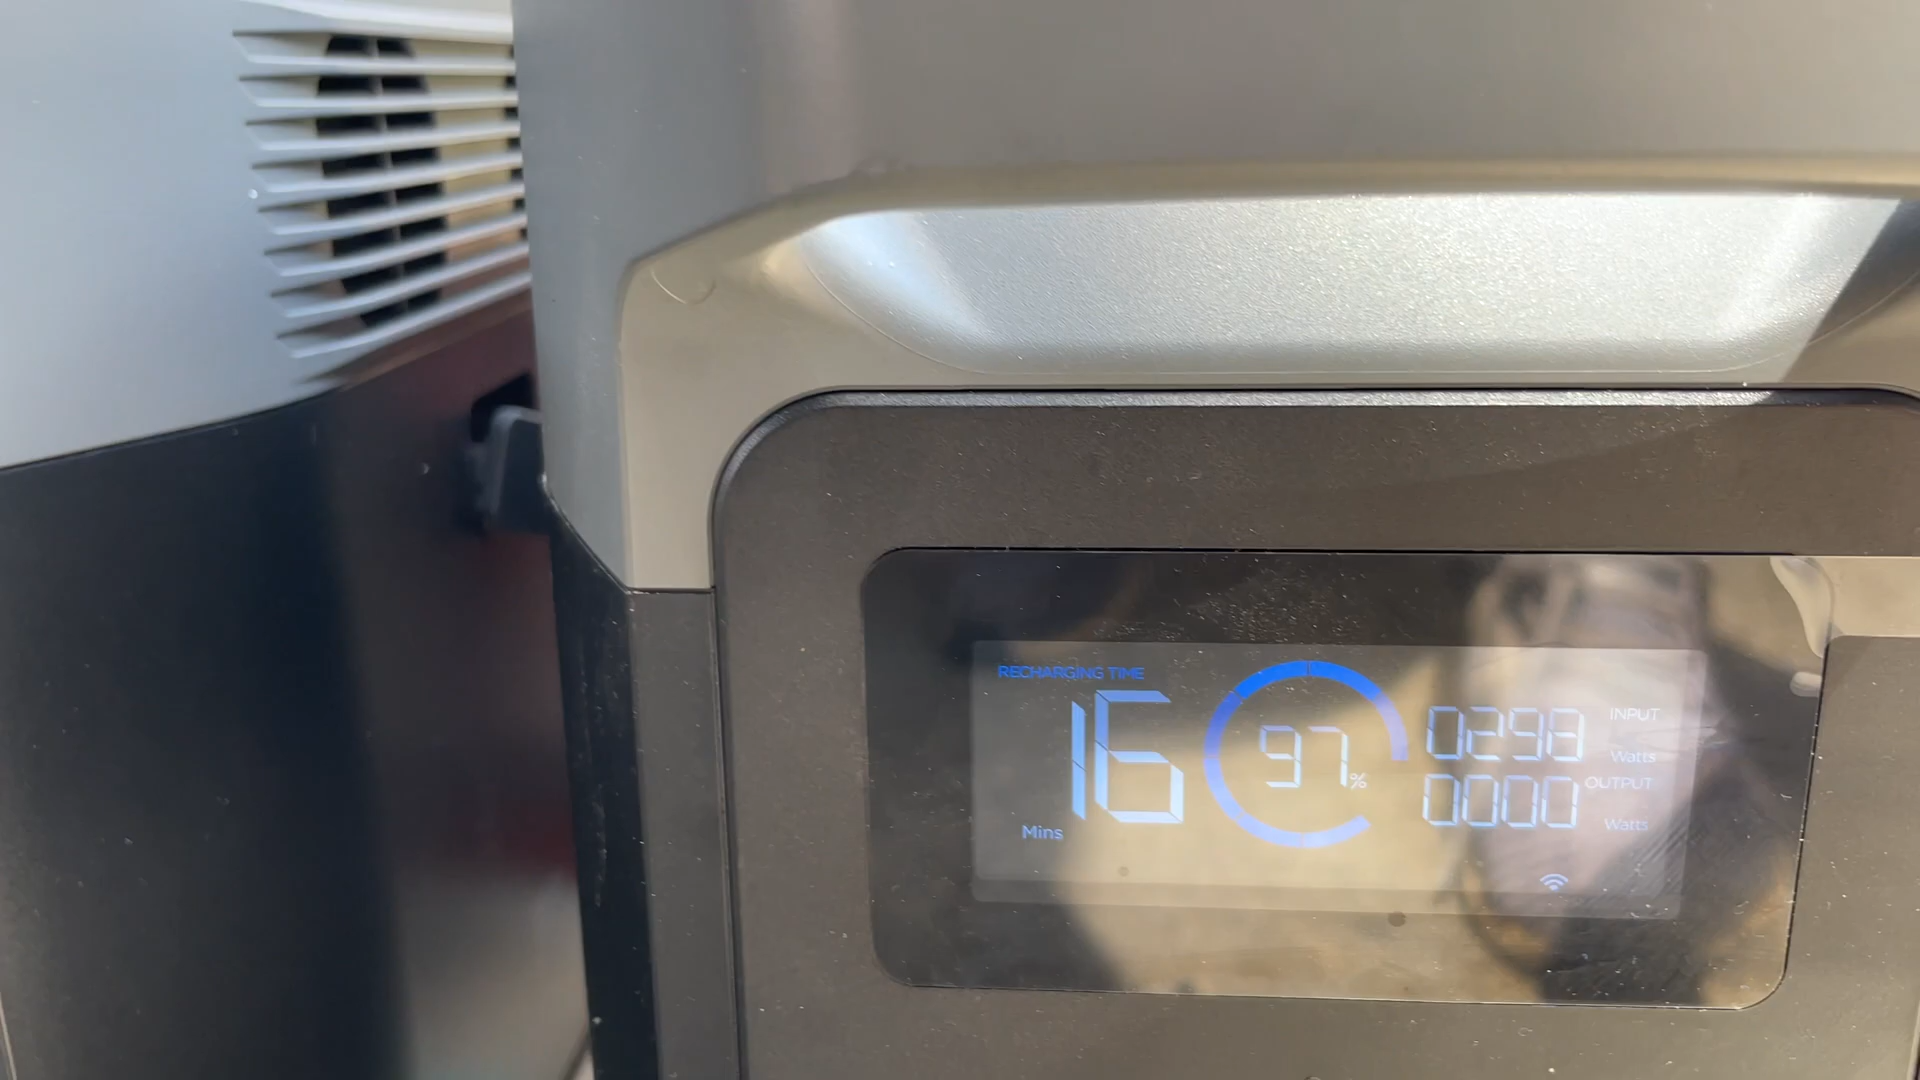 RECHARGING TIME
16
Mins
97%
0298 INPUT
Watts
0000 OUTPUT
Watts